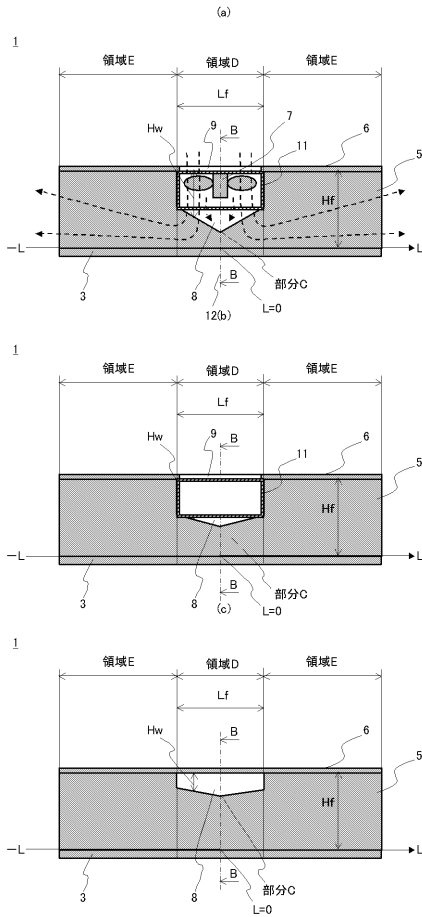 (a)
1
領域E 領域D 領域E
Lf
Hw 9 B 7 11 6 5
Hf
—L L
3 8 B L=0 部分C
12(b)
1
領域E 領域D 領域E
Lf
Hw 9 B 11 6 5
Hf
—L L
3 8 B L=0 部分C
(c)
1
領域E 領域D 領域E
Lf
Hw B 6 5
Hf
—L L
3 8 B L=0 部分C